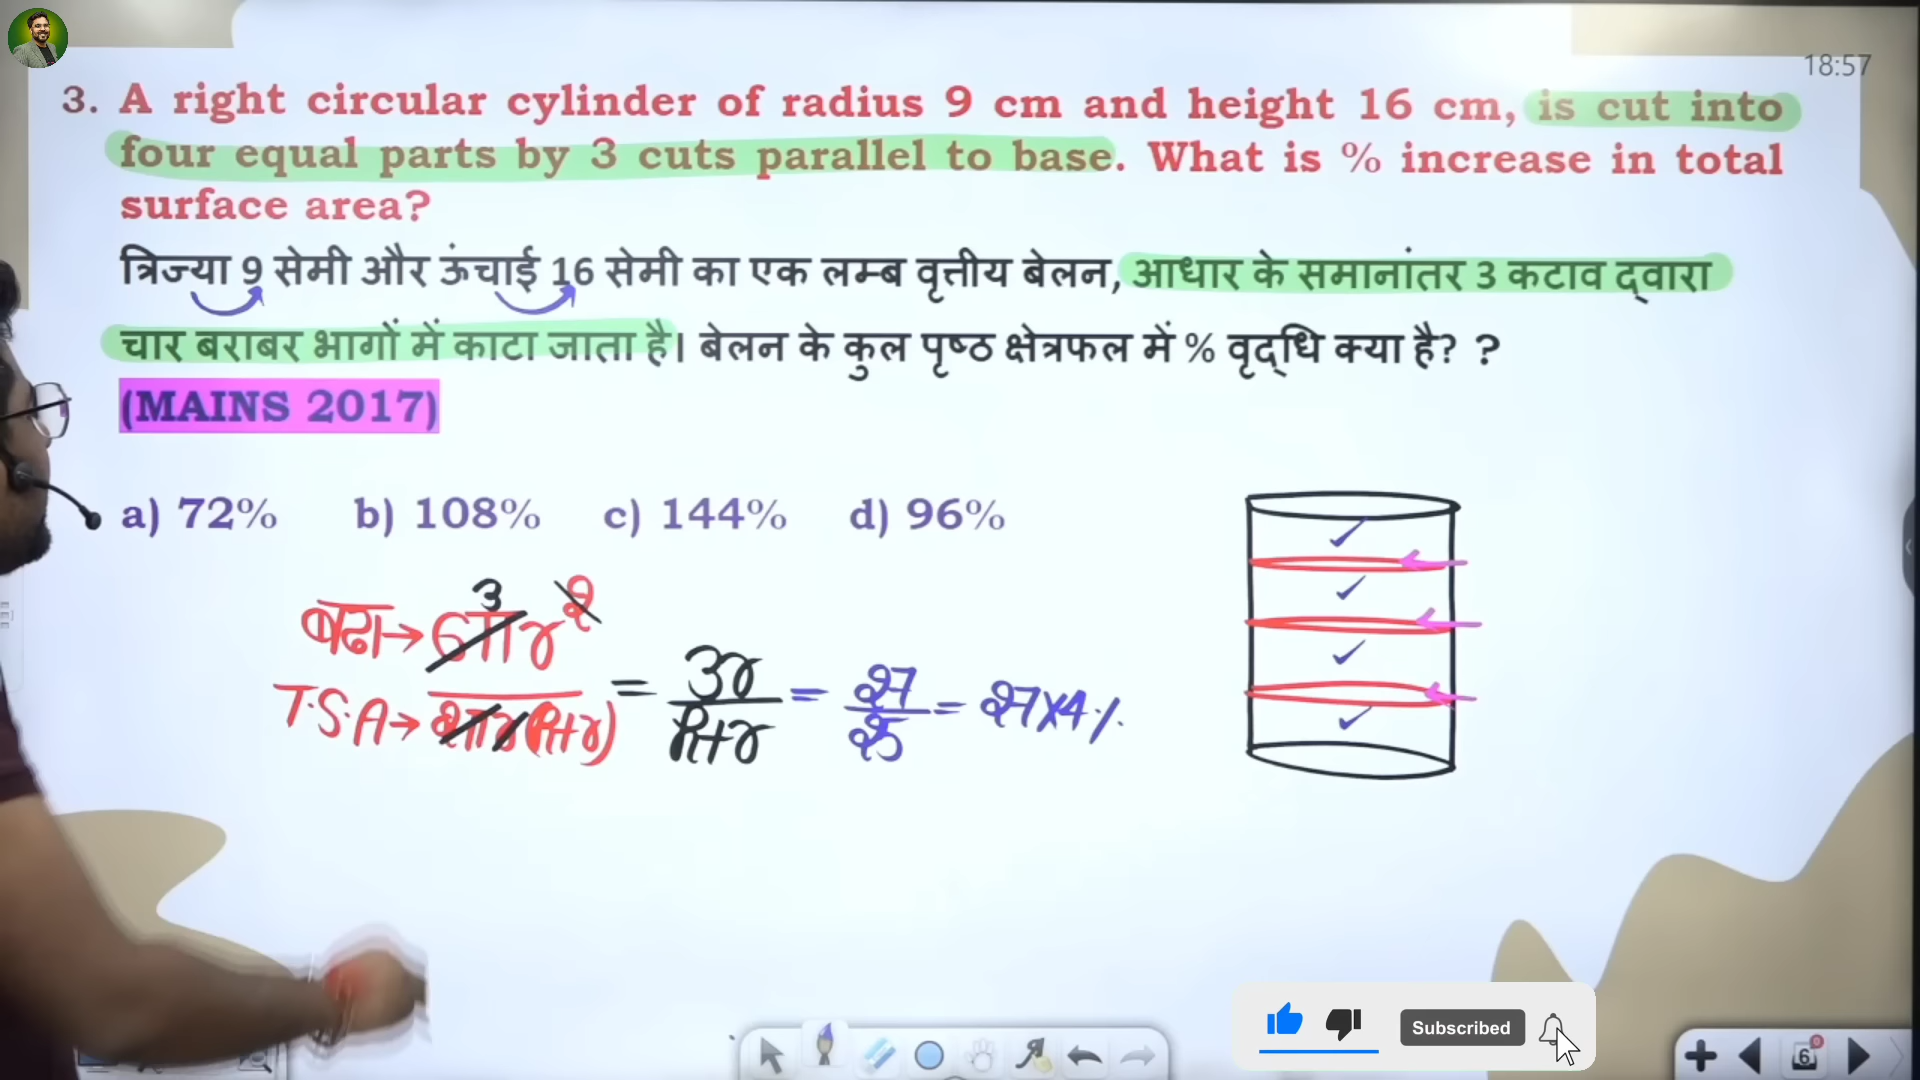 18:57
3. A right circular cylinder of radius 9 cm and height 16 cm, is cut into
four equal parts by 3 cuts parallel to base. What is % increase in total
surface area?
त्रिज्या 9 सेमी और ऊंचाई 16 सेमी का एक लम्ब वृत्तीय बेलन, आधार के समानांतर 3 कटाव द्वारा
चार बराबर भागों में काटा जाता है। बेलन के कुल पृष्ठ क्षेत्रफल में % वृद्धि क्या है? ?
(MAINS 2017)
a) 72% b) 108% c) 144% d) 96%
3
बढा → 6πr²
T.S.A → 2πr(h+r) = 3r/h+r = 27/25 = 27×4%
Subscribed
6